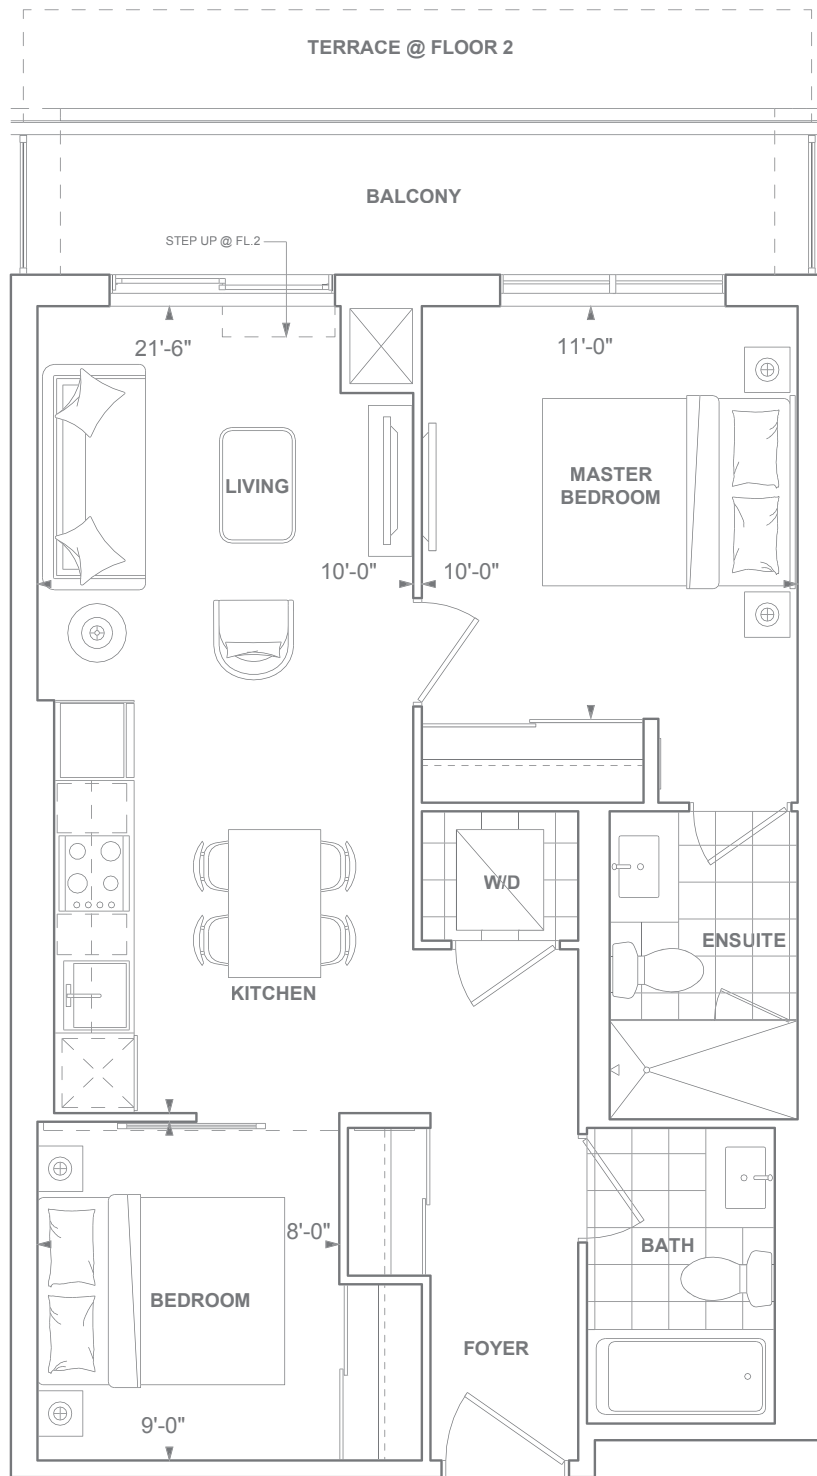 TERRACE @ FLOOR 2
BALCONY
STEP UP @ FL.2
21'-6"
11'-0"
LIVING
MASTER
BEDROOM
10'-0"
10'-0"
W/D
ENSUITE
KITCHEN
8'-0"
BATH
BEDROOM
FOYER
9'-0"